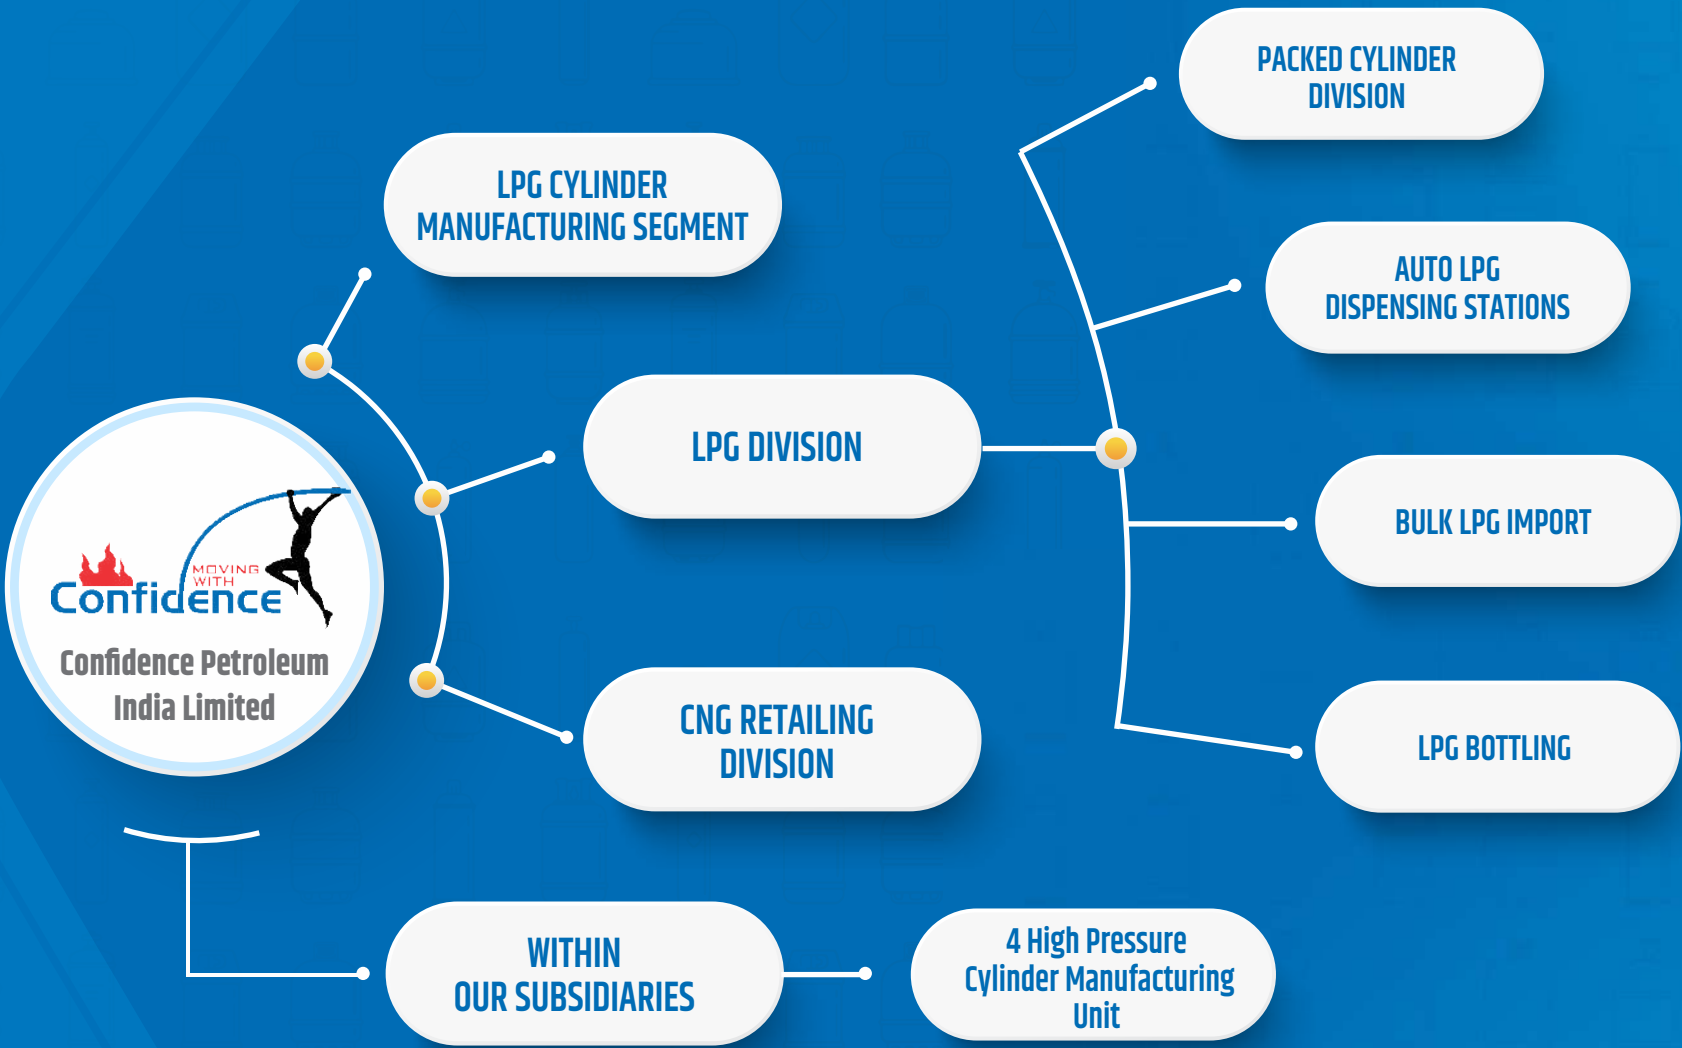 MOVING
WITH
Confidence
Confidence Petroleum
India Limited
LPG CYLINDER
MANUFACTURING SEGMENT
LPG DIVISION
CNG RETAILING
DIVISION
WITHIN
OUR SUBSIDIARIES
4 High Pressure
Cylinder Manufacturing
Unit
PACKED CYLINDER
DIVISION
AUTO LPG
DISPENSING STATIONS
BULK LPG IMPORT
LPG BOTTLING